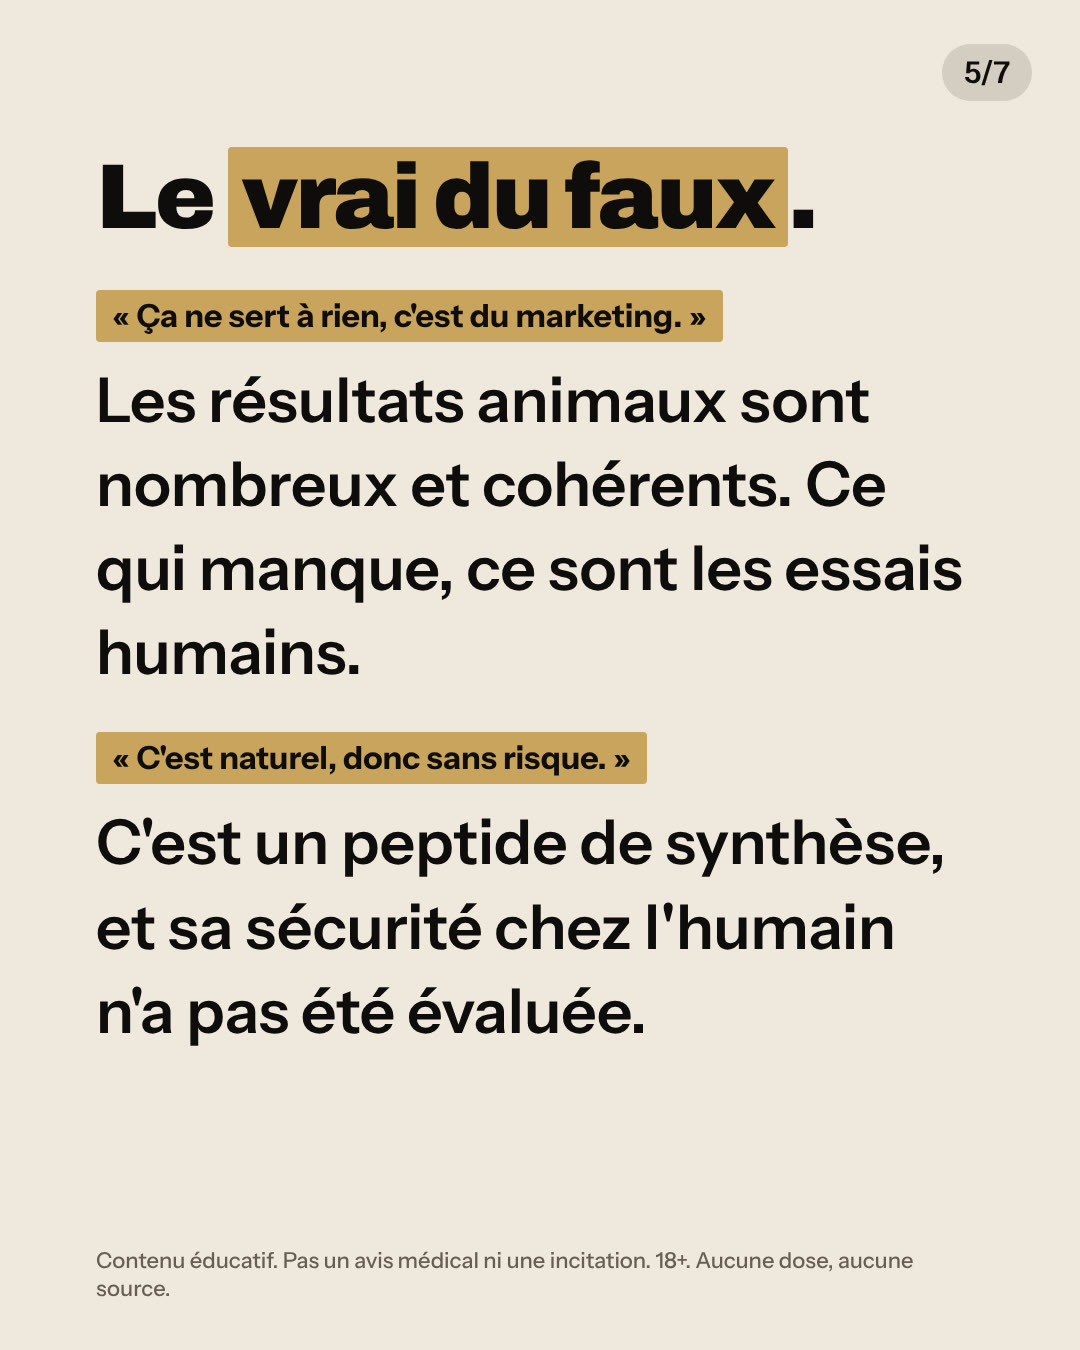 5/7
Le vrai du faux.
« Ça ne sert à rien, c'est du marketing. »
Les résultats animaux sont
nombreux et cohérents. Ce
qui manque, ce sont les essais
humains.
« C'est naturel, donc sans risque. »
C'est un peptide de synthèse,
et sa sécurité chez l'humain
n'a pas été évaluée.
Contenu éducatif. Pas un avis médical ni une incitation. 18+. Aucune dose, aucune
source.